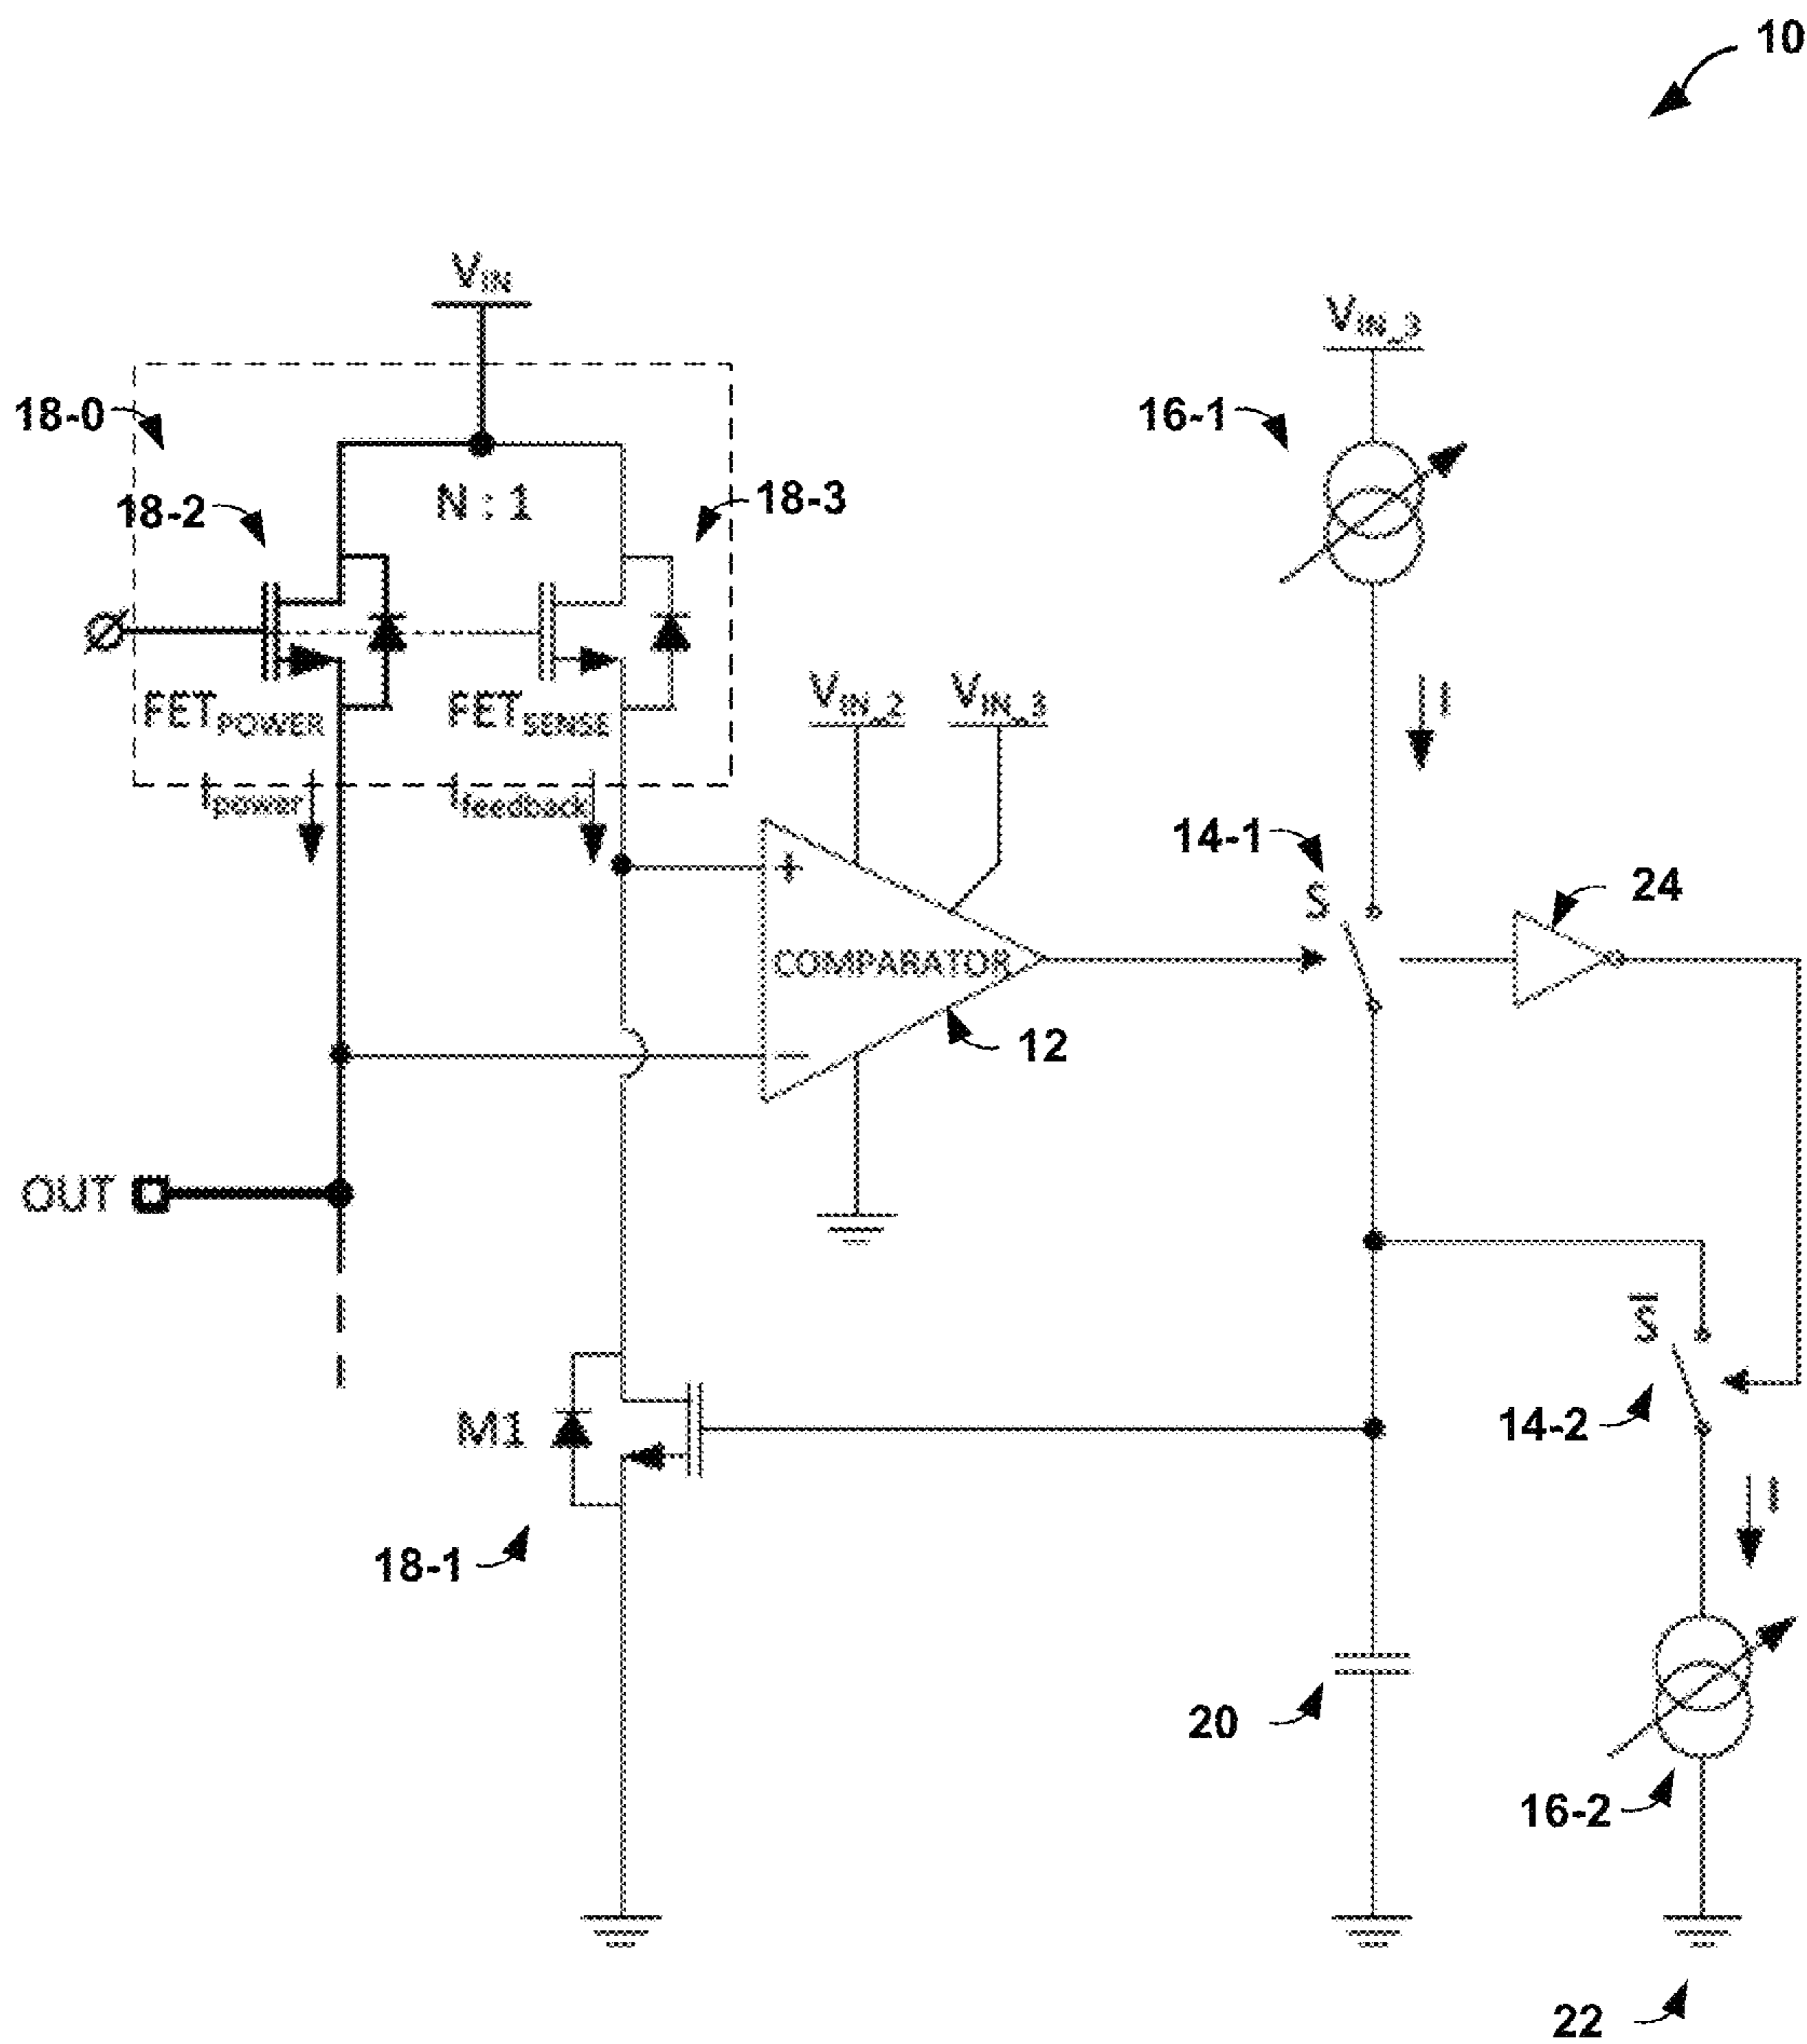 10
V_IN
V_IN_3
18-0
16-1
18-2
N : 1
18-3
FET_POWER
FET_SENSE
V_IN_2
V_IN_3
I
I_power
I_feedback
14-1
S
+
24
COMPARATOR
−
12
OUT
S̅
M1
14-2
I
18-1
20
16-2
22